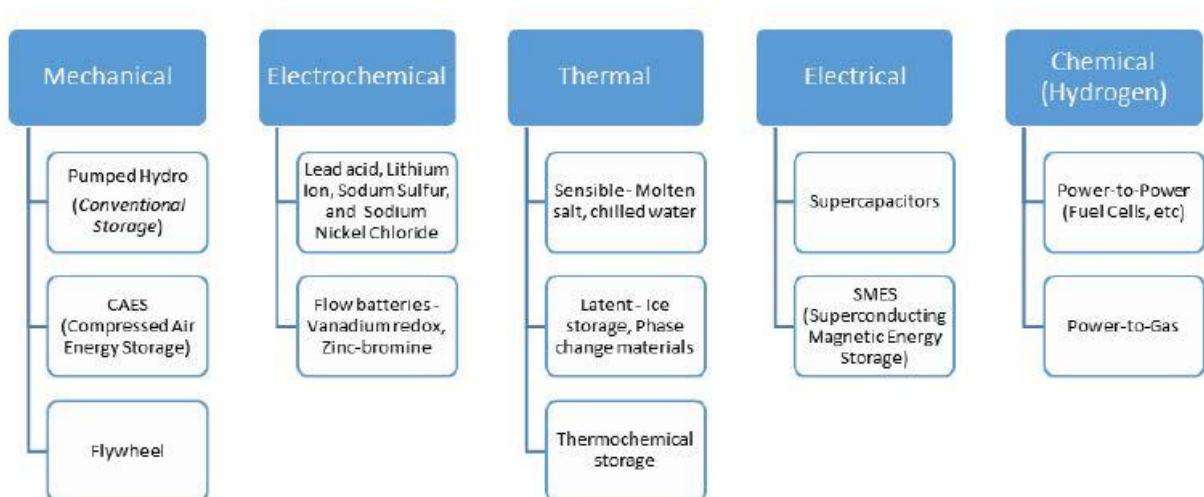 Mechanical
Pumped Hydro
(Conventional
Storage)
CAES
(Compressed Air
Energy Storage)
Flywheel
Electrochemical
Lead acid, Lithium
Ion, Sodum Sulfur,
and Sodium
Nickel Chloride
Flow batteries -
Vanadium redox,
Zinc-bromine
Thermal
Sensible- Molten
salt, chilled water
Latent - Ice
storage, Phase
change materials
Thermochemical
storage
Electrical
Supercapacitors
SMES
(Superconducting
Magnetic Energy
Storage)
Chemical
(Hydrogen)
Power-to-Power
(Fuel Cells, etc)
Power-to-Gas